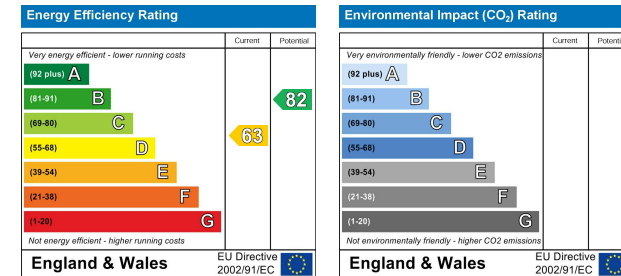 Energy Efficiency Rating
Current Potential
Very energy efficient - lower running costs
(92 plus) A
(81-91) B
82
(69-80) C
63
(55-68) D
(39-54) E
(21-38) F
(1-20) G
Not energy efficient - higher running costs
England & Wales
EU Directive
2002/91/EC
Environmental Impact (CO2) Rating
Current Potenti
Very environmentally friendly - lower CO2 emissions
(92 plus) A
(81-91) B
(69-80) C
(55-68) D
(39-54) E
(21-38) F
(1-20) G
Not environmentally friendly - higher CO2 emissions
England & Wales
EU Directive
2002/91/EC